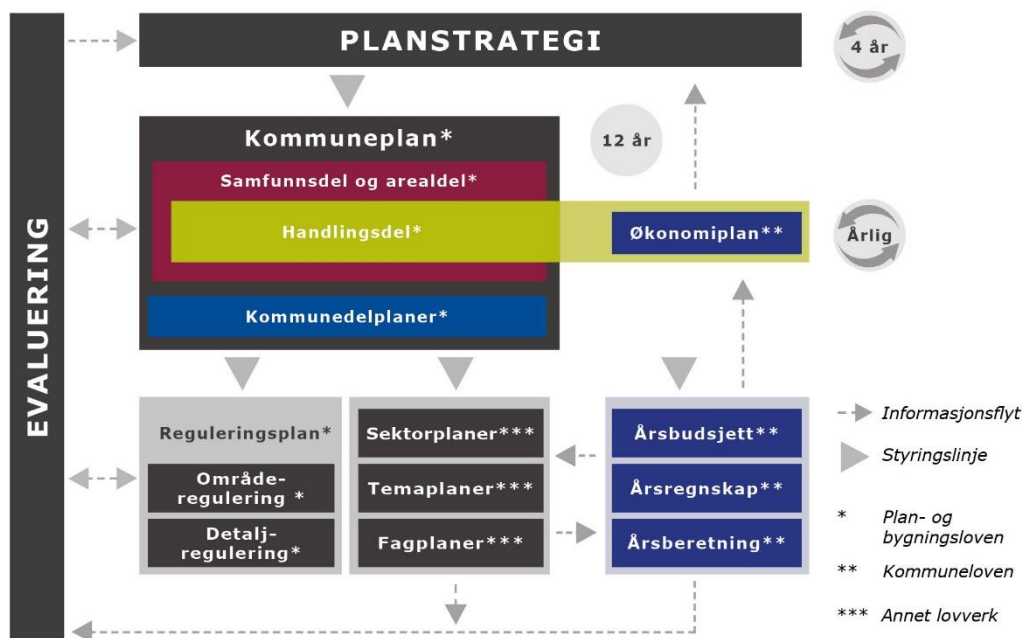 PLANSTRATEGI
4 år
EVALUERING
Kommuneplan*
12 år
Samfunnsdel og arealdel*
Handlingsdel*
Økonomiplan**
Årlig
Kommunedelplaner*
Reguleringsplan*
Område-
regulering *
Detalj-
regulering*
Sektorplaner***
Temaplaner***
Fagplaner***
Årsbudsjett**
Årsregnskap**
Årsberetning**
Informasjonsflyt
Styringslinje
* Plan- og
bygningsloven
** Kommuneloven
*** Annet lovverk